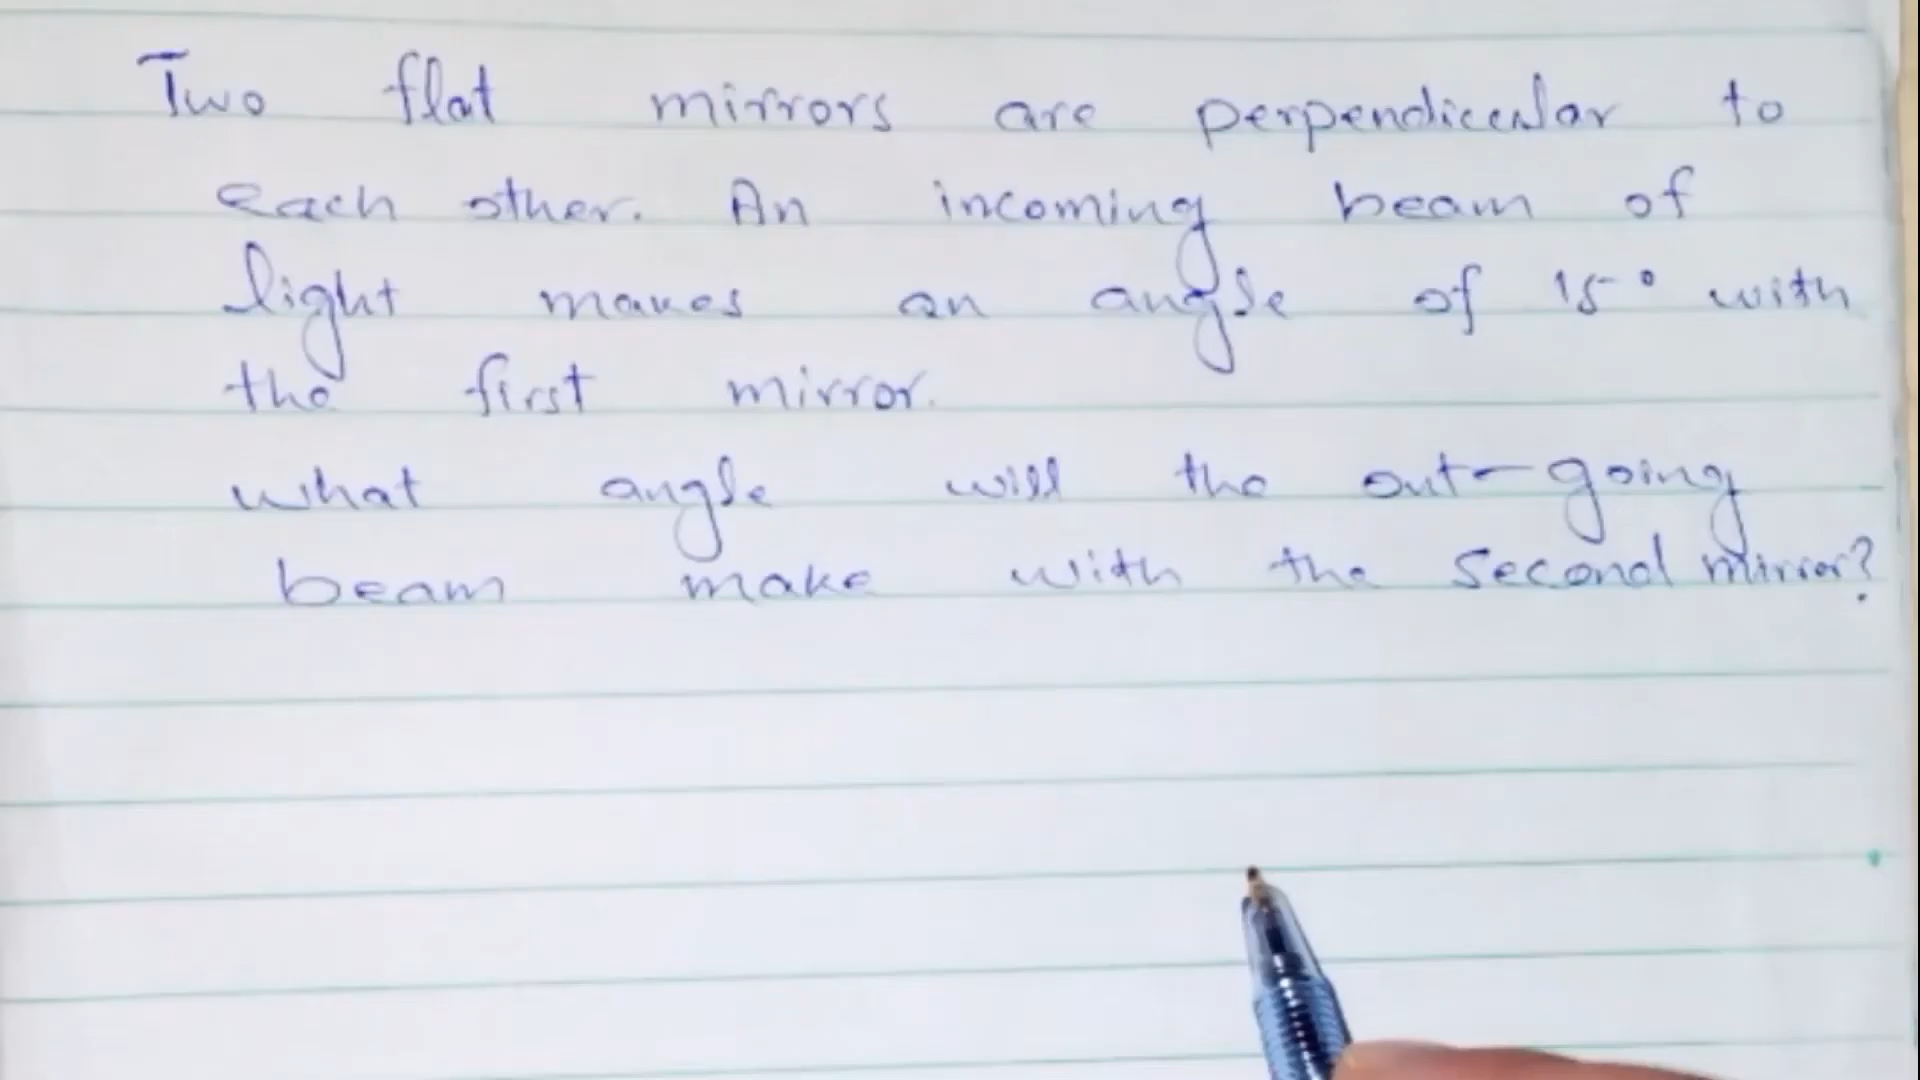 Two flat mirrors are perpendicular to
each other. An incoming beam of
light makes an angle of 15° with
the first mirror.
what angle will the out-going
beam make with the second mirror?